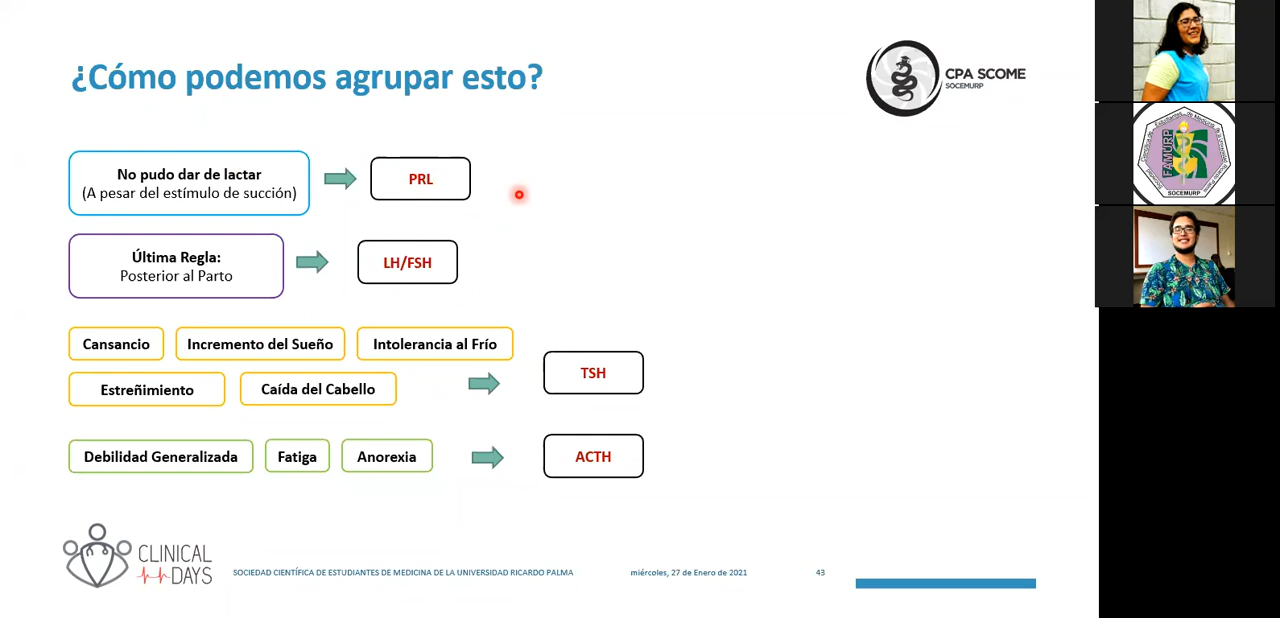 ¿Cómo podemos agrupar esto?
CPA SCOME
SOCEMURP
No pudo dar de lactar
(A pesar del estímulo de succión)
PRL
Última Regla:
Posterior al Parto
LH/FSH
Cansancio
Incremento del Sueño
Intolerancia al Frío
Estreñimiento
Caída del Cabello
TSH
Debilidad Generalizada
Fatiga
Anorexia
ACTH
CLINICAL
DAYS
SOCIEDAD CIENTÍFICA DE ESTUDIANTES DE MEDICINA DE LA UNIVERSIDAD RICARDO PALMA
miércoles, 27 de Enero de 2021
43
FAMURP
SOCEMURP